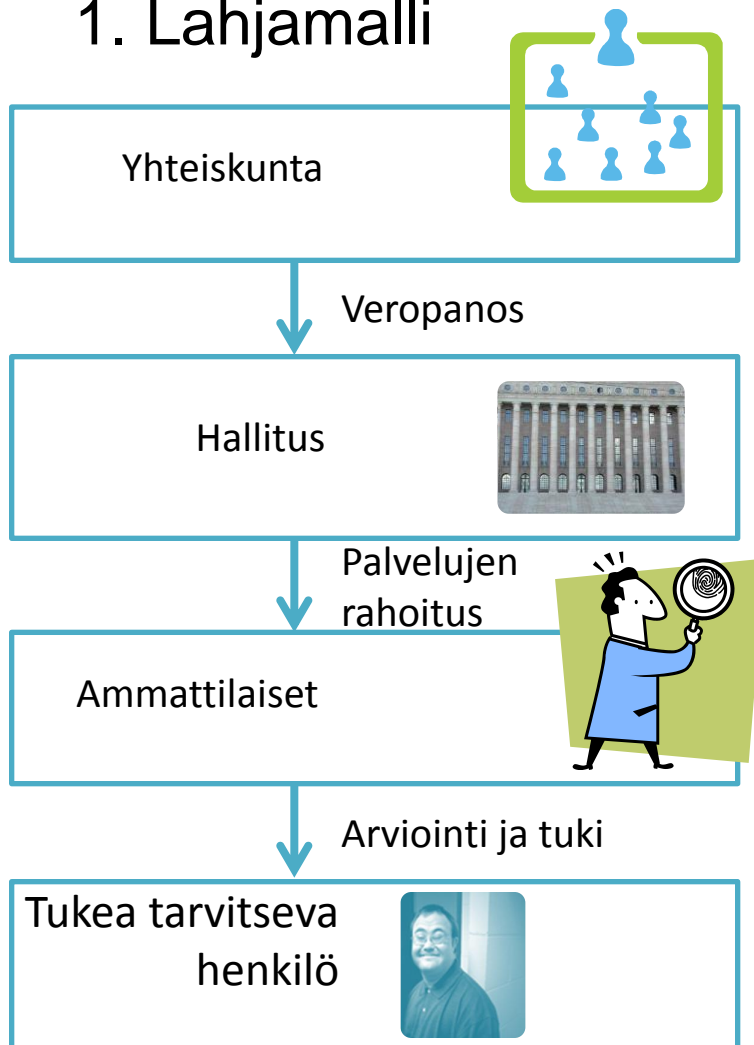 1. Lahjamalli
Yhteiskunta
Veropanos
Hallitus
Palvelujen
rahoitus
Ammattilaiset
Arviointi ja tuki
Tukea tarvitseva
henkilö